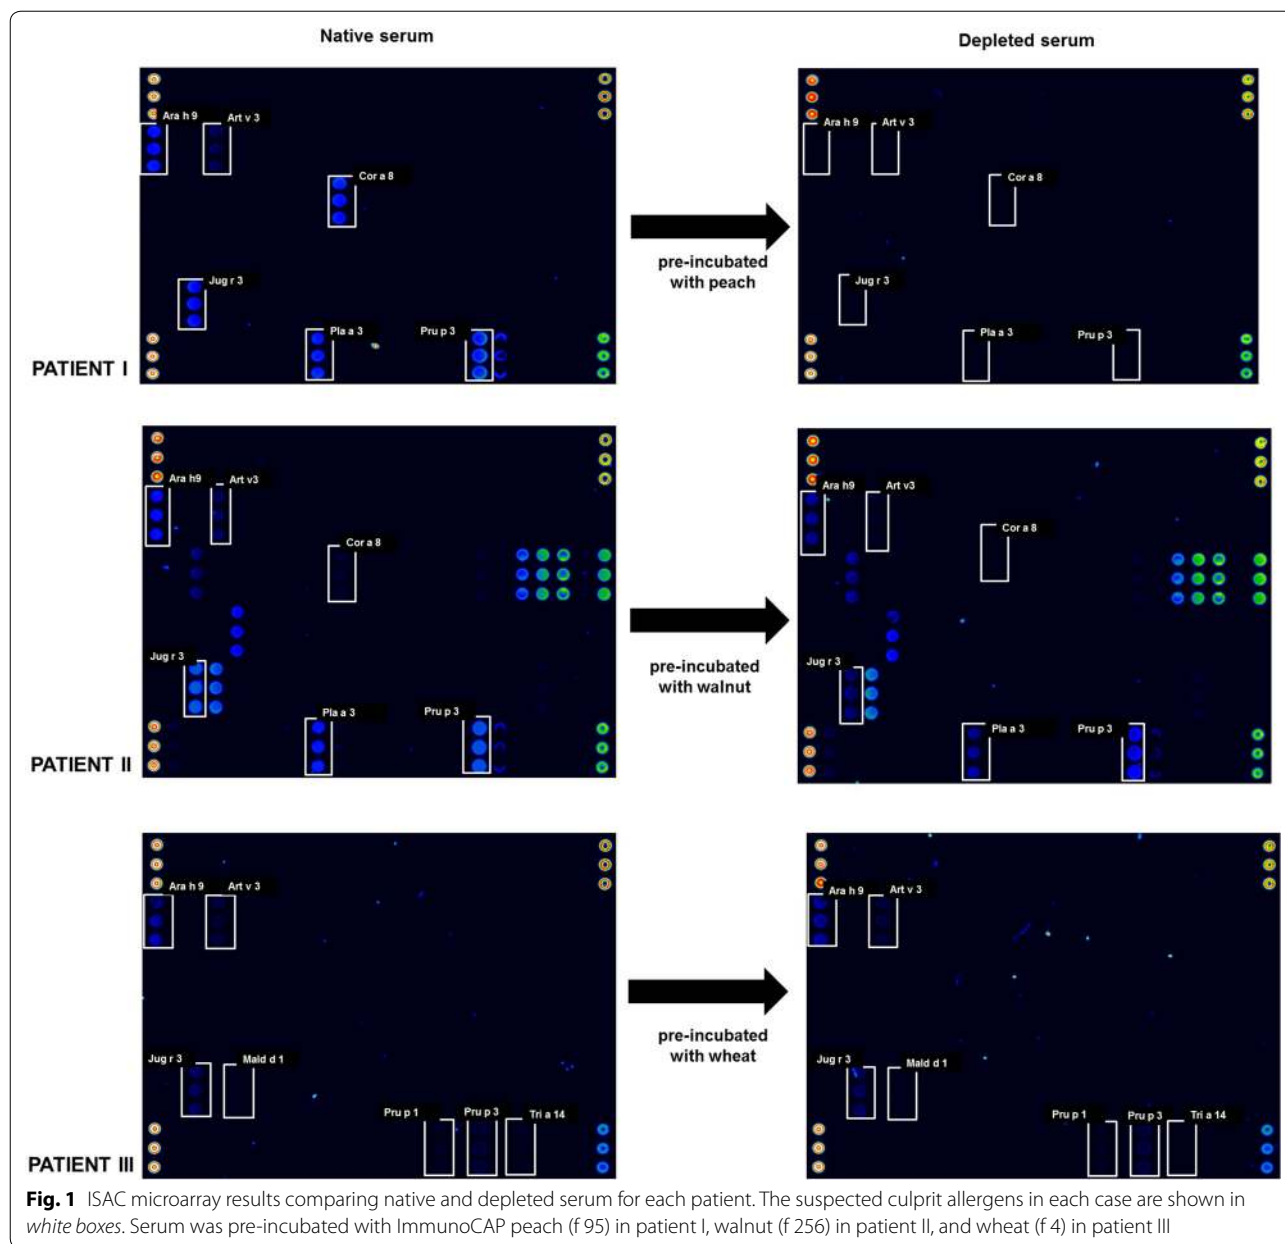 Native serum
Depleted serum
Ara h 9
Art v 3
Cor a 8
Jug r 3
Pla a 3
Pru p 3
PATIENT I
pre-incubated
with peach
Ara h 9
Art v 3
Cor a 8
Jug r 3
Pla a 3
Pru p 3
Ara h9
Art v3
Cor a 8
Jug r 3
Pla a 3
Pru p 3
PATIENT II
pre-incubated
with walnut
Ara h9
Art v3
Cor a 8
Jug r 3
Pla a 3
Pru p 3
Ara h 9
Art v 3
Jug r 3
Mald d 1
Pru p 1
Pru p 3
Tri a 14
PATIENT III
pre-incubated
with wheat
Ara h 9
Art v 3
Jug r 3
Mald d 1
Pru p 1
Pru p 3
Tri a 14
Fig. 1 ISAC microarray results comparing native and depleted serum for each patient. The suspected culprit allergens in each case are shown in
white boxes. Serum was pre-incubated with ImmunoCAP peach (f 95) in patient I, walnut (f 256) in patient II, and wheat (f 4) in patient III